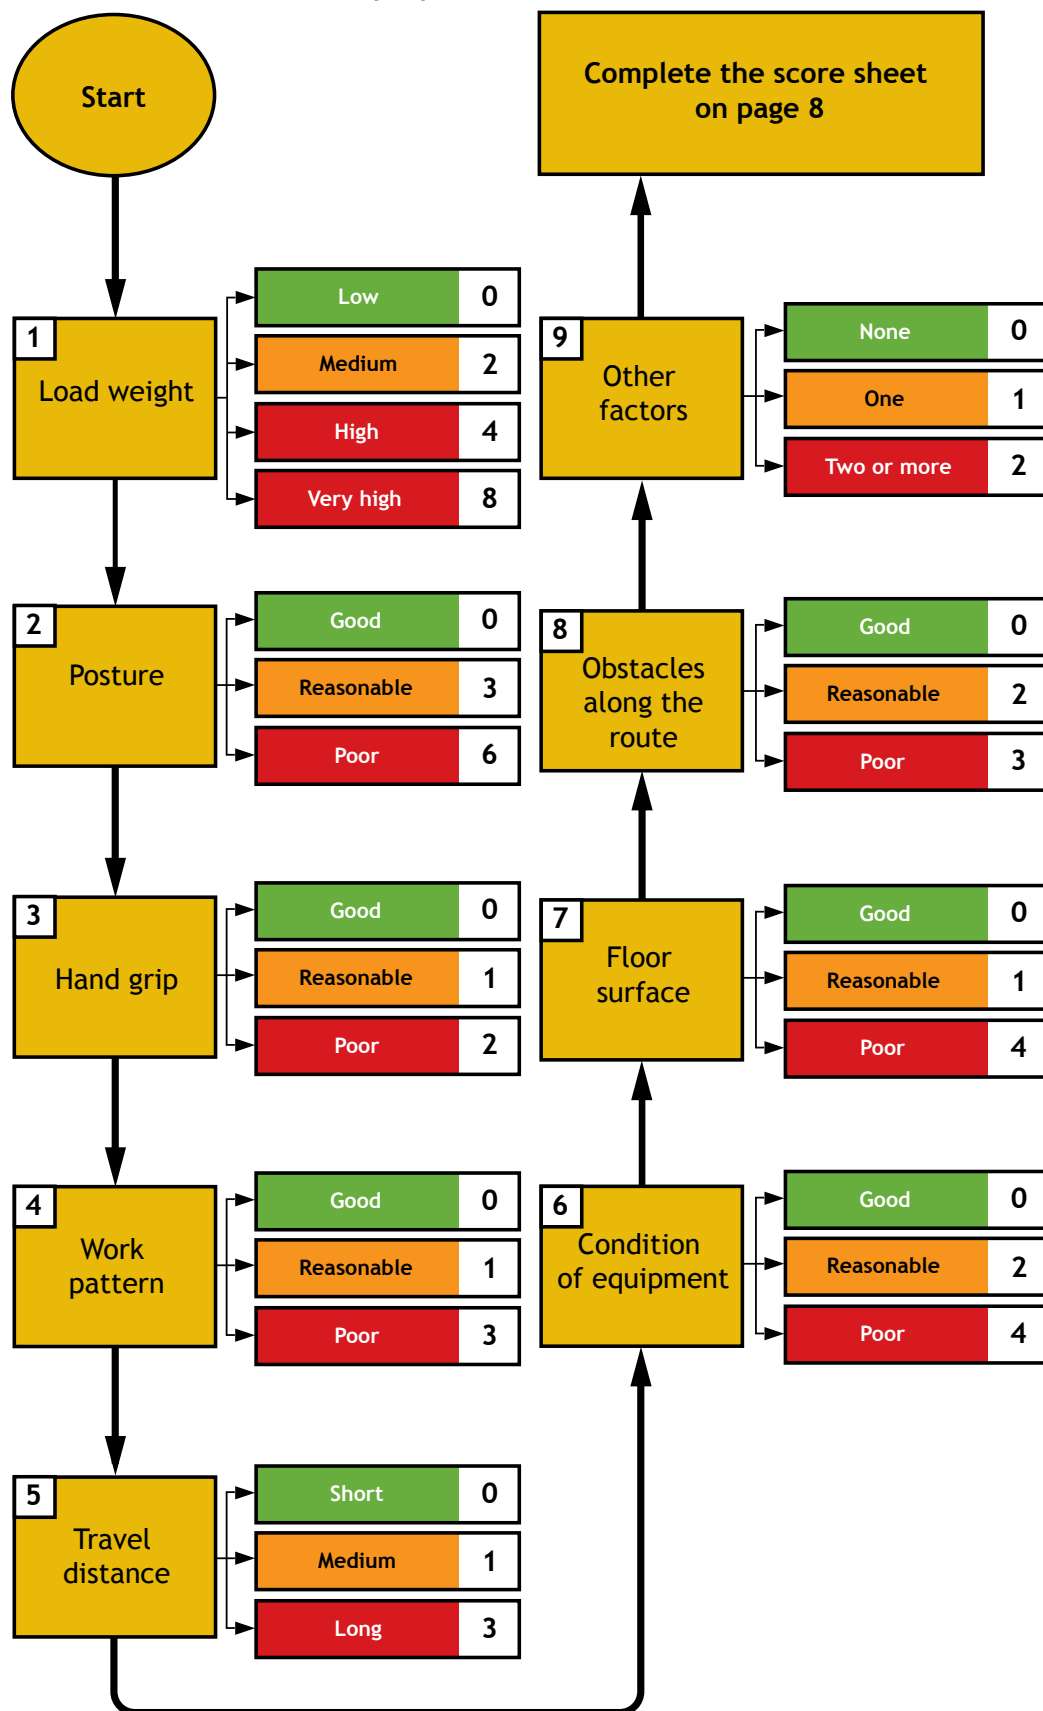 Start
1
Load weight
Low 0
Medium 2
High 4
Very high 8
2
Posture
Good 0
Reasonable 3
Poor 6
3
Hand grip
Good 0
Reasonable 1
Poor 2
4
Work
pattern
Good 0
Reasonable 1
Poor 3
5
Travel
distance
Short 0
Medium 1
Long 3
6
Condition
of equipment
Good 0
Reasonable 2
Poor 4
7
Floor
surface
Good 0
Reasonable 1
Poor 4
8
Obstacles
along the
route
Good 0
Reasonable 2
Poor 3
9
Other
factors
None 0
One 1
Two or more 2
Complete the score sheet
on page 8